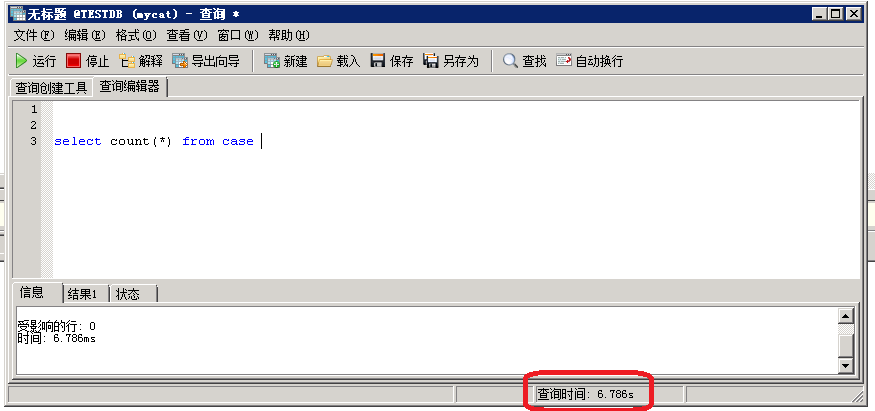 无标题 @TESTDB (mycat) - 查询 *
文件(F) 编辑(E) 格式(O) 查看(V) 窗口(W) 帮助(H)
运行 停止 解释 导出向导 新建 载入 保存 另存为 查找 自动换行
查询创建工具 查询编辑器
1
2
3 select count(*) from case
信息 结果1 状态
受影响的行: 0
时间: 6.786ms
查询时间: 6.786s